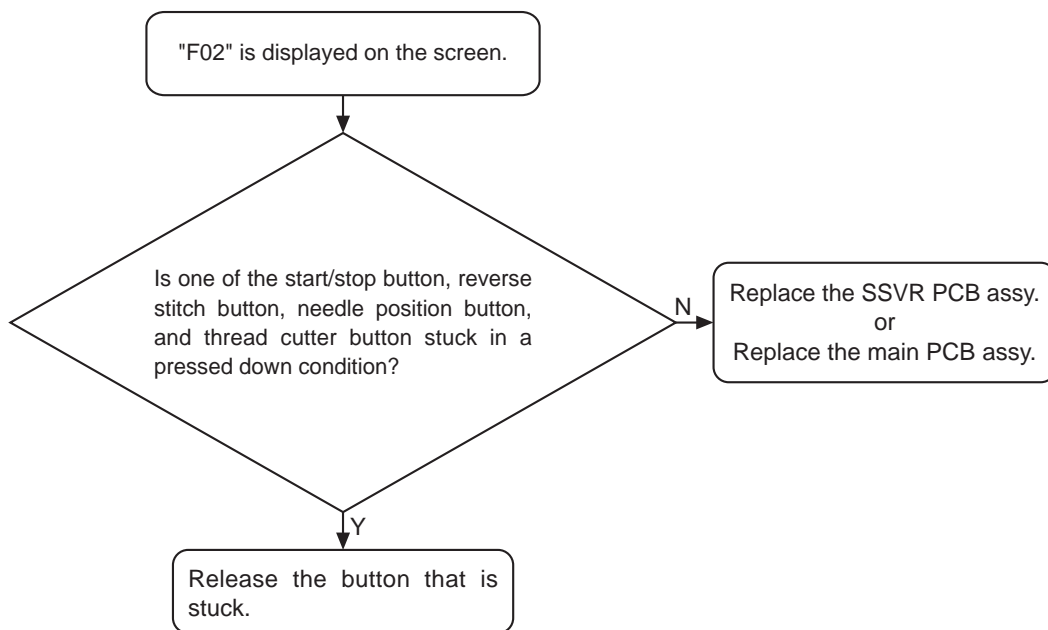 "F02" is displayed on the screen.
Is one of the start/stop button, reverse
stitch button, needle position button,
and thread cutter button stuck in a
pressed down condition?
N
Replace the SSVR PCB assy.
or
Replace the main PCB assy.
Y
Release the button that is
stuck.